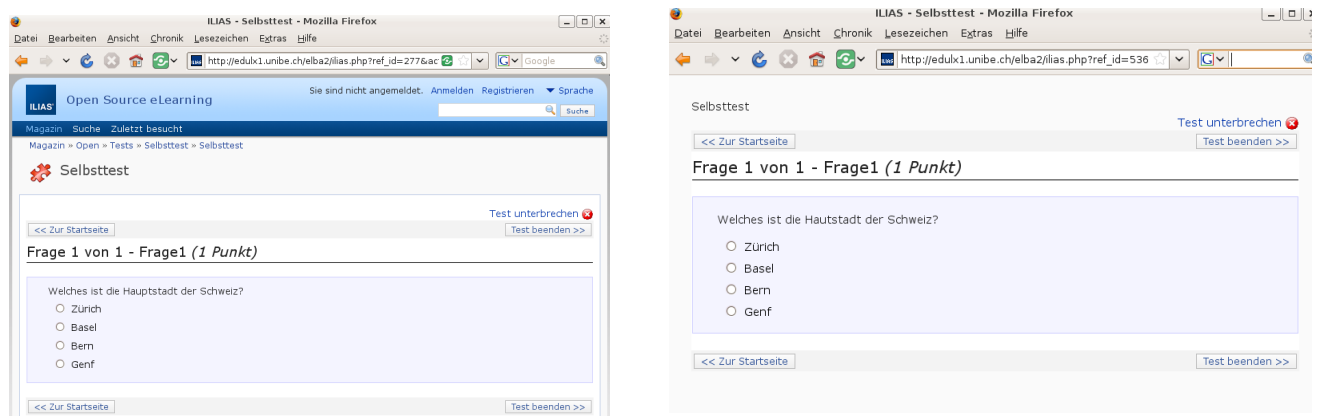 ILIAS - Selbsttest - Mozilla Firefox
Datei Bearbeiten Ansicht Chronik Lesezeichen Extras Hilfe
http://edulx1.unibe.ch/elba2/ilias.php?ref_id=277&ac
Google
ILIAS
Open Source eLearning
Sie sind nicht angemeldet. Anmelden Registrieren Sprache
Suche
Magazin Suche Zuletzt besucht
Magazin » Open » Tests » Selbsttest » Selbsttest
Selbsttest
Test unterbrechen
<< Zur Startseite
Test beenden >>
Frage 1 von 1 - Frage1 (1 Punkt)
Welches ist die Hauptstadt der Schweiz?
Zürich
Basel
Bern
Genf
<< Zur Startseite
Test beenden >>
ILIAS - Selbsttest - Mozilla Firefox
Datei Bearbeiten Ansicht Chronik Lesezeichen Extras Hilfe
http://edulx1.unibe.ch/elba2/ilias.php?ref_id=536
Selbsttest
Test unterbrechen
<< Zur Startseite
Test beenden >>
Frage 1 von 1 - Frage1 (1 Punkt)
Welches ist die Hautstadt der Schweiz?
Zürich
Basel
Bern
Genf
<< Zur Startseite
Test beenden >>